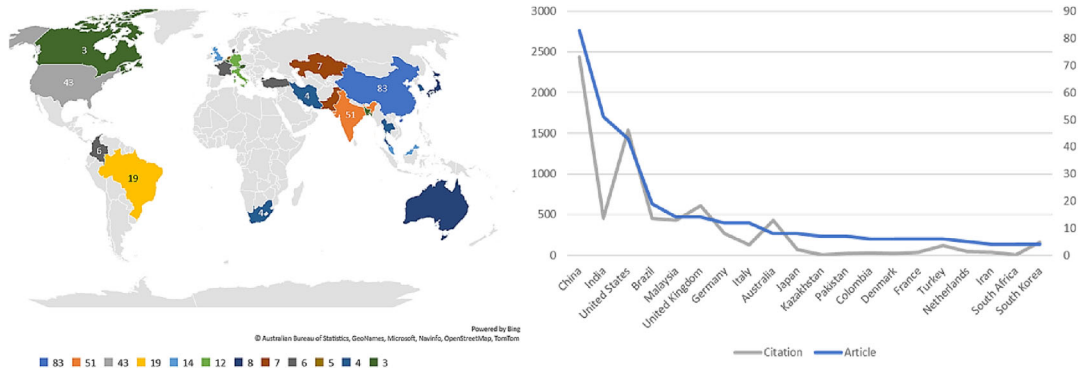 3
43
6
19
7
83
4
51
4
Powered by Bing
© Australian Bureau of Statistics, GeoNames, Microsoft, Navinfo, OpenStreetMap, TomTom
83 51 43 19 14 12 8 7 6 5 4 3
3000 90
2500 80
2000 70
1500 60
1000 50
500 40
0 30
20
10
0
China
India
United States
Brazil
Malaysia
United Kingdom
Germany
Italy
Australia
Japan
Kazakhstan
Pakistan
Colombia
Denmark
France
Turkey
Netherlands
Iran
South Africa
South Korea
Citation Article